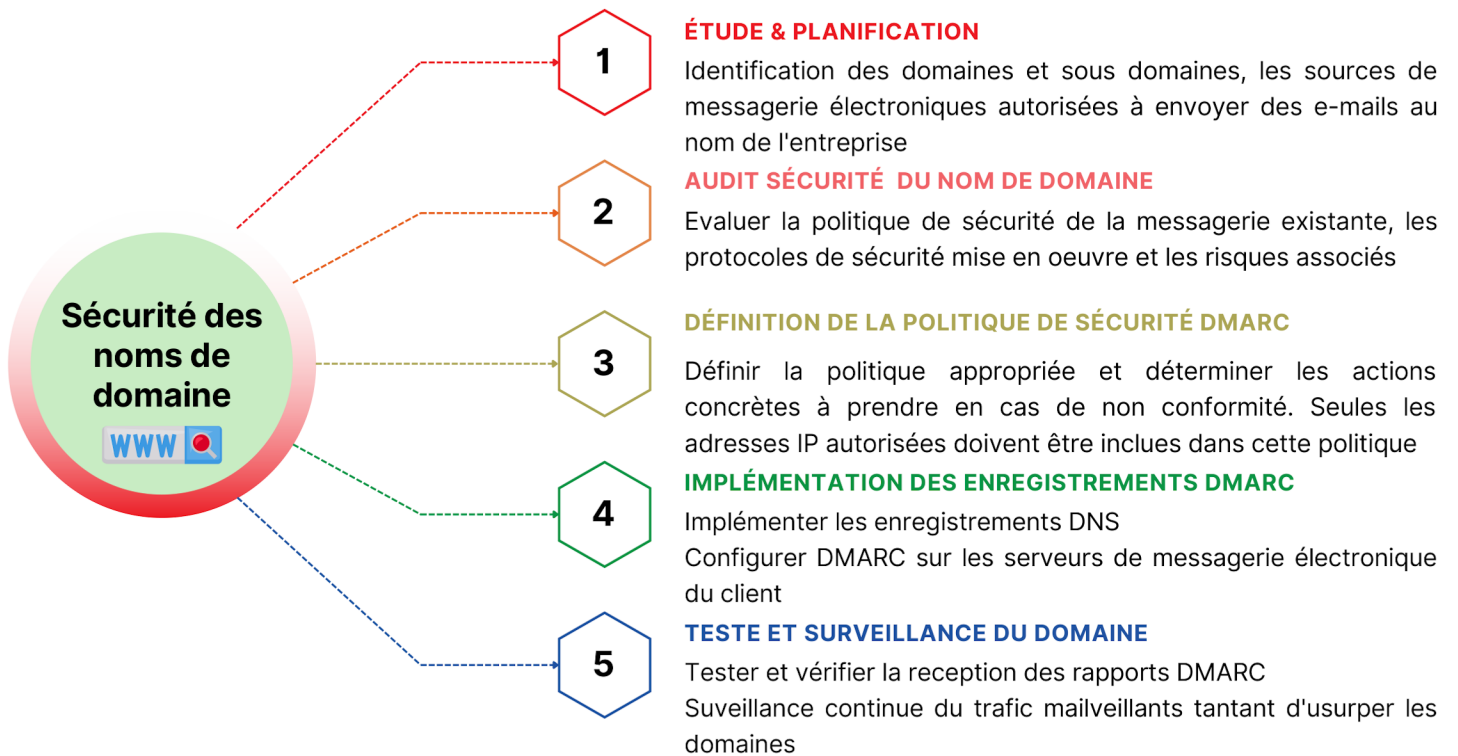 Sécurité des
noms de
domaine
WWW
1
ÉTUDE & PLANIFICATION
Identification des domaines et sous domaines, les sources de
messagerie électroniques autorisées à envoyer des e-mails au
nom de l'entreprise
2
AUDIT SÉCURITÉ DU NOM DE DOMAINE
Evaluer la politique de sécurité de la messagerie existante, les
protocoles de sécurité mise en oeuvre et les risques associés
3
DÉFINITION DE LA POLITIQUE DE SÉCURITÉ DMARC
Définir la politique appropriée et déterminer les actions
concrètes à prendre en cas de non conformité. Seules les
adresses IP autorisées doivent être inclues dans cette politique
4
IMPLÉMENTATION DES ENREGISTREMENTS DMARC
Implémenter les enregistrements DNS
Configurer DMARC sur les serveurs de messagerie électronique
du client
5
TESTE ET SURVEILLANCE DU DOMAINE
Tester et vérifier la reception des rapports DMARC
Suveillance continue du trafic mailveillants tantant d'usurper les
domaines